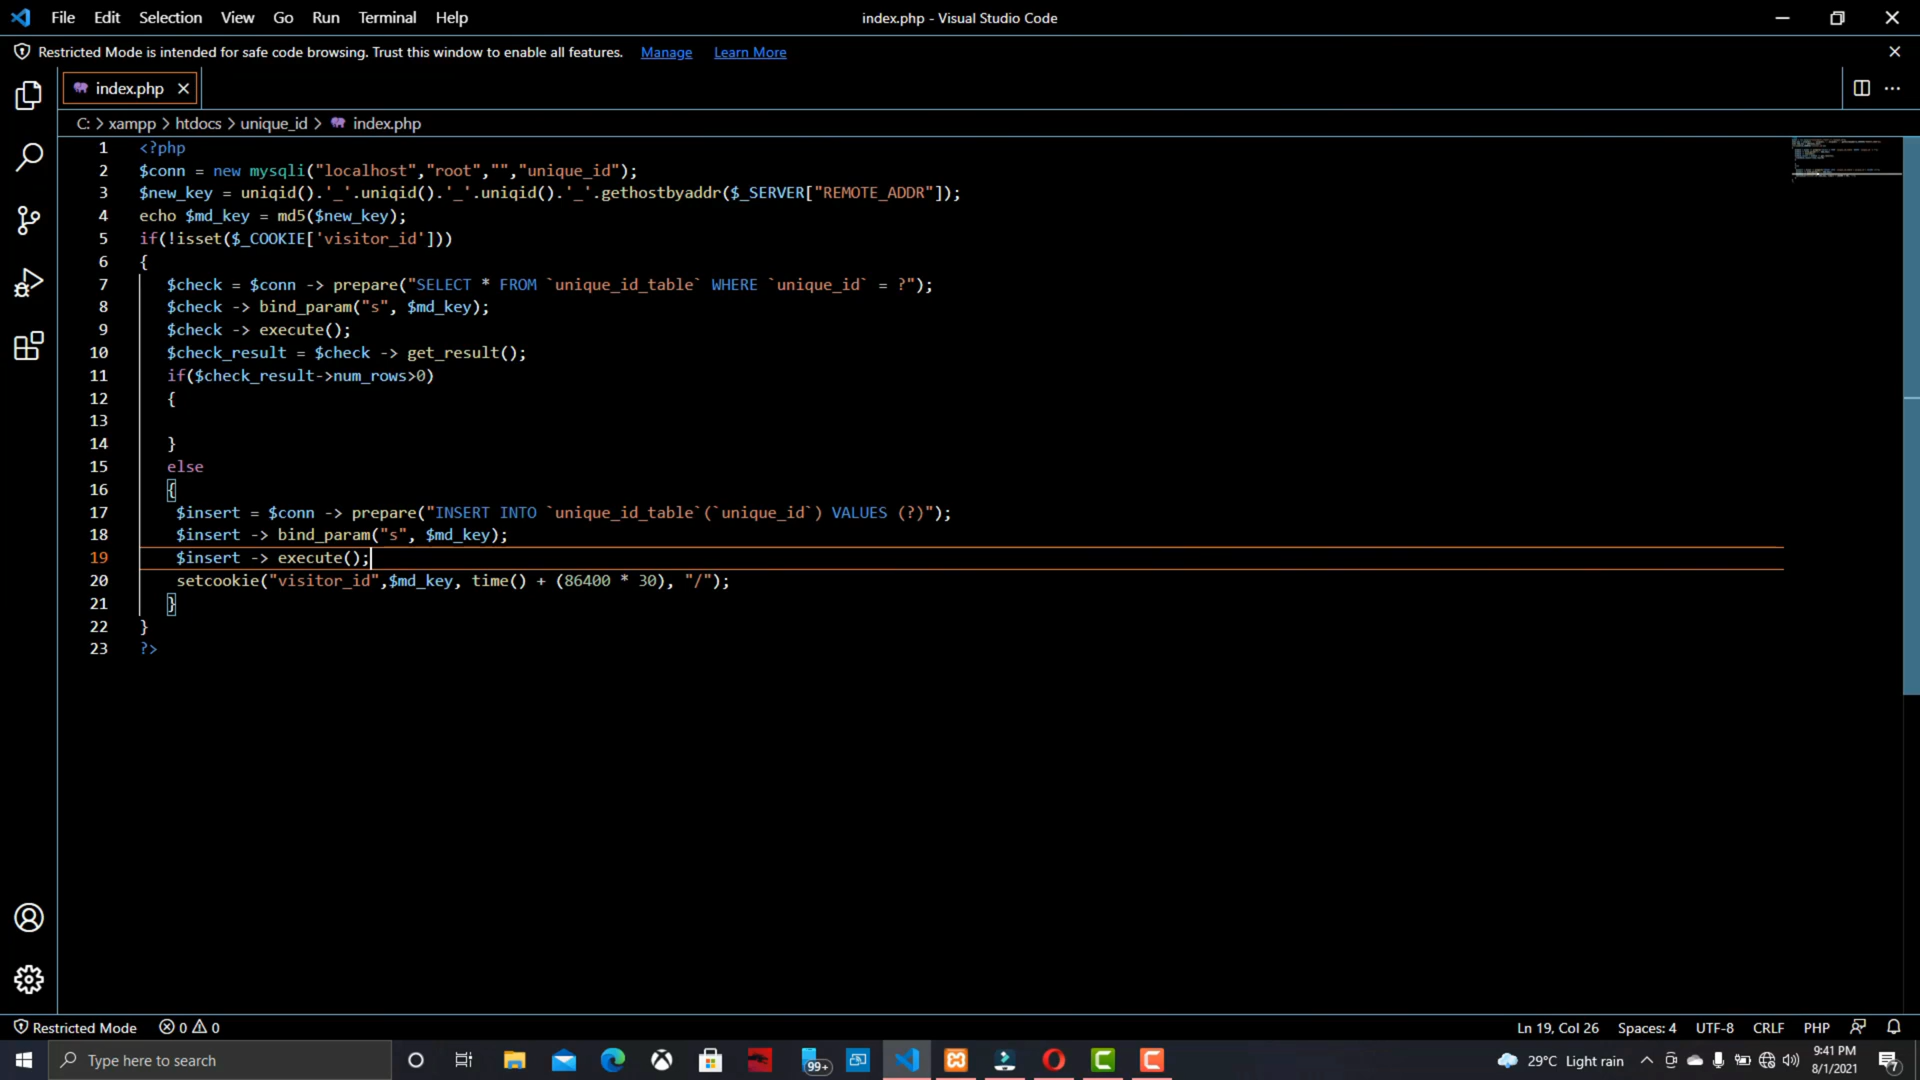 File Edit Selection View Go Run Terminal Help index.php - Visual Studio Code
Restricted Mode is intended for safe code browsing. Trust this window to enable all features. Manage Learn More
index.php
C: > xampp > htdocs > unique_id > index.php
1 <?php
2 $conn = new mysqli("localhost","root","","unique_id");
3 $new_key = uniqid().'_'.uniqid().'_'.uniqid().'_'.gethostbyaddr($_SERVER["REMOTE_ADDR"]);
4 echo $md_key = md5($new_key);
5 if(!isset($_COOKIE['visitor_id']))
6 {
7 $check = $conn -> prepare("SELECT * FROM `unique_id_table` WHERE `unique_id` = ?");
8 $check -> bind_param("s", $md_key);
9 $check -> execute();
10 $check_result = $check -> get_result();
11 if($check_result->num_rows>0)
12 {
13
14 }
15 else
16 {
17 $insert = $conn -> prepare("INSERT INTO `unique_id_table`(`unique_id`) VALUES (?)");
18 $insert -> bind_param("s", $md_key);
19 $insert -> execute();
20 setcookie("visitor_id",$md_key, time() + (86400 * 30), "/");
21 }
22 }
23 ?>
Restricted Mode 0 0 Ln 19, Col 26 Spaces: 4 UTF-8 CRLF PHP
Type here to search 99+ 29°C Light rain 9:41 PM 7
8/1/2021